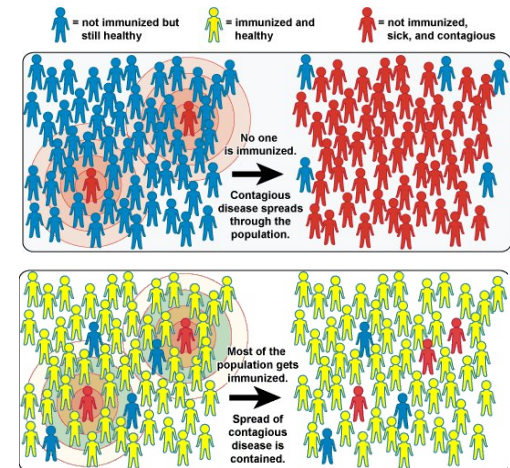 = not immunized but
still healthy
= immunized and
healthy
= not immunized,
sick, and contagious
No one
is immunized.
Contagious
disease spreads
through the
population.
Most of the
population gets
immunized.
Spread of
contagious
disease is
contained.